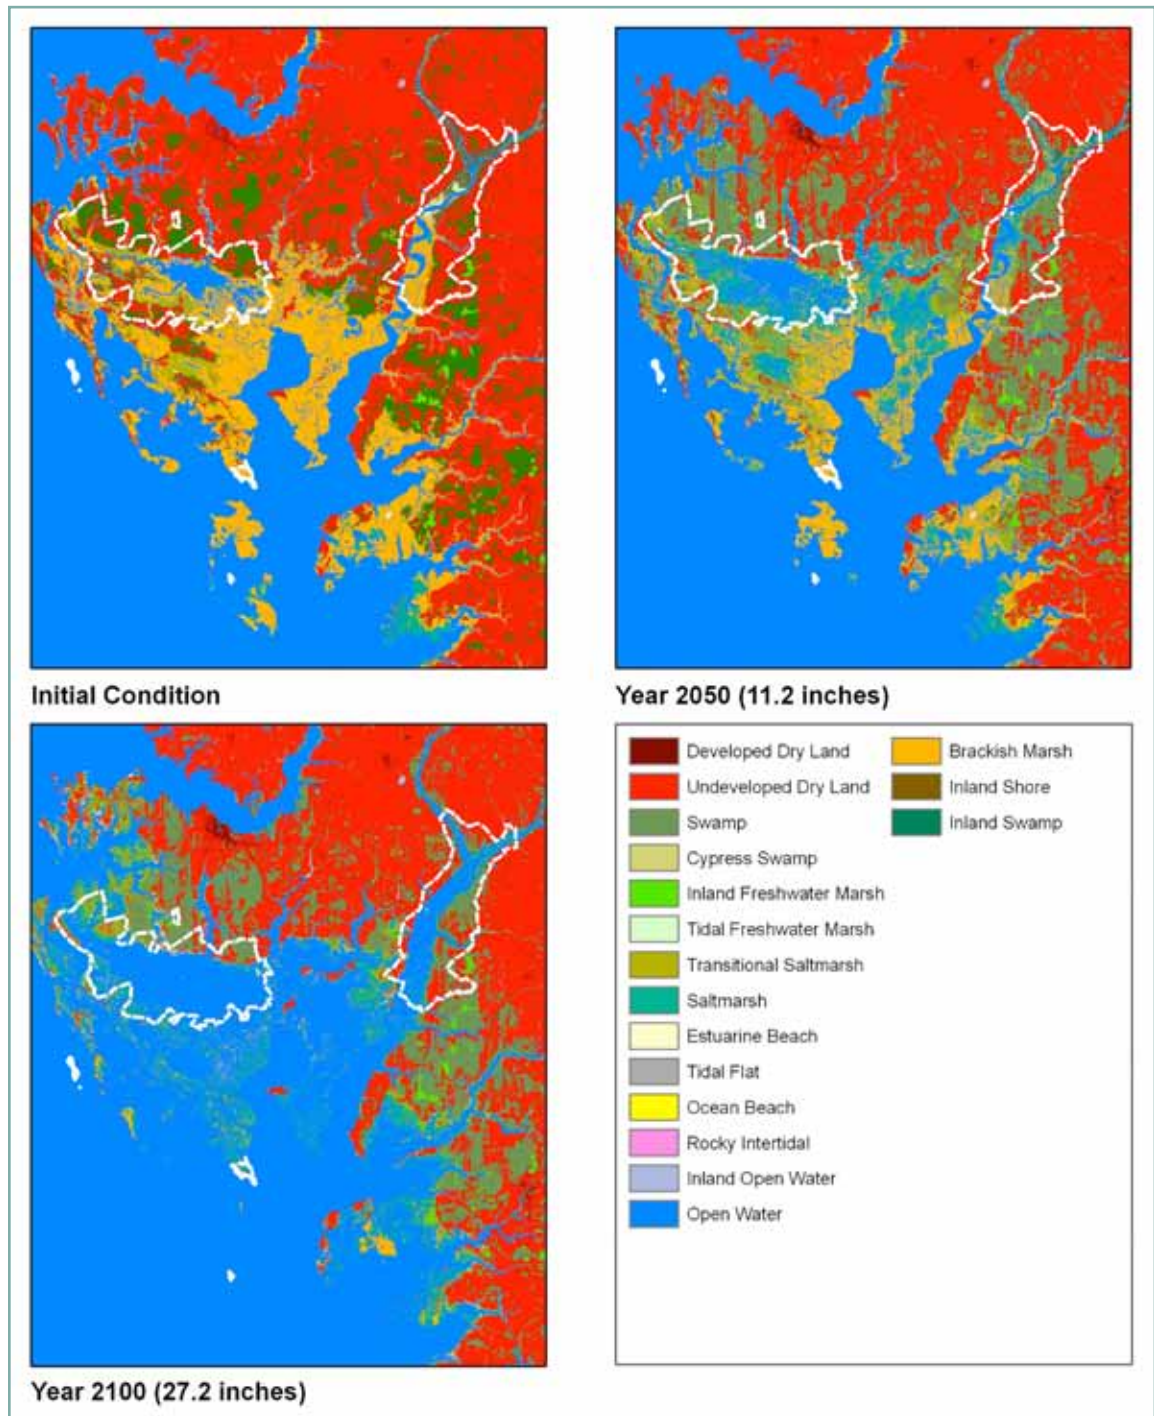 Initial Condition
Year 2050 (11.2 inches)
Developed Dry Land
Undeveloped Dry Land
Swamp
Cypress Swamp
Inland Freshwater Marsh
Tidal Freshwater Marsh
Transitional Saltmarsh
Saltmarsh
Estuarine Beach
Tidal Flat
Ocean Beach
Rocky Intertidal
Inland Open Water
Open Water
Brackish Marsh
Inland Shore
Inland Swamp
Year 2100 (27.2 inches)